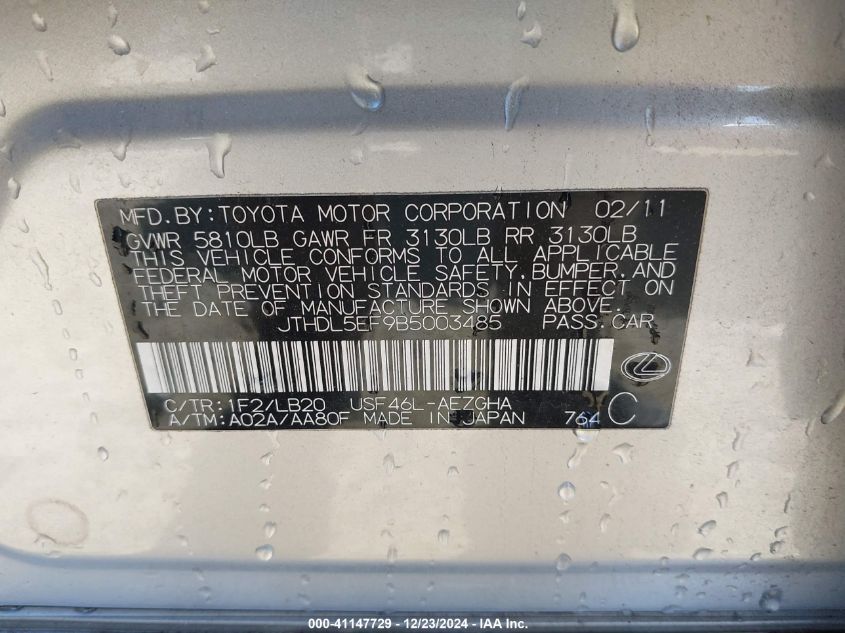 MFD. BY: TOYOTA MOTOR CORPORATION 02/11
GVWR 5810LB GAWR FR 3130LB RR 3130LB
THIS VEHICLE CONFORMS TO ALL APPLICABLE
FEDERAL MOTOR VEHICLE SAFETY, BUMPER, AND
THEFT PREVENTION STANDARDS IN EFFECT ON
THE DATE OF MANUFACTURE SHOWN ABOVE.
JTHDL5EF9B5003485 PASS. CAR
C/TR: 1F2/LB20 USF46L-AEZGHA
A/TM: A02A/AA80F MADE IN JAPAN 764 C
000-41147729 - 12/23/2024 - IAA Inc.